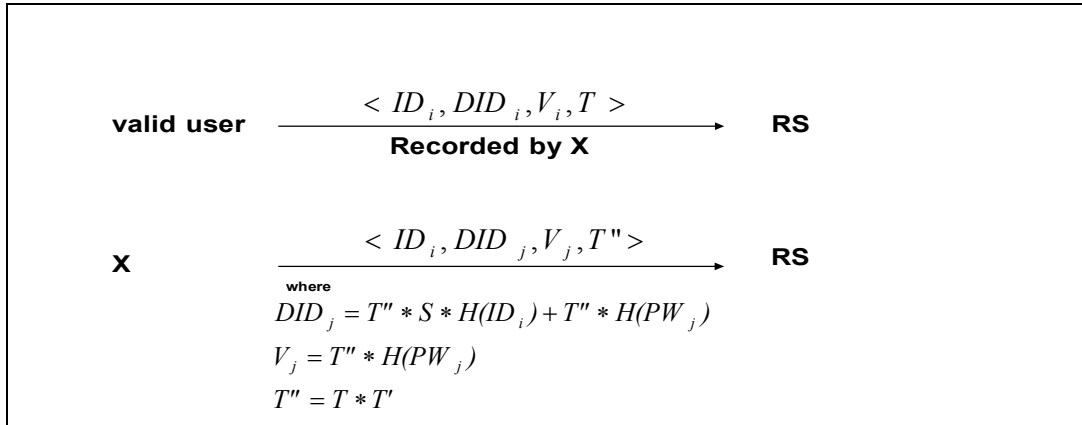 < ID_i, DID_i, V_i, T >
valid user RS
Recorded by X
< ID_i, DID_j, V_j, T" >
X RS
where
DID_j = T" * S * H(ID_i) + T" * H(PW_j)
V_j = T" * H(PW_j)
T" = T * T'